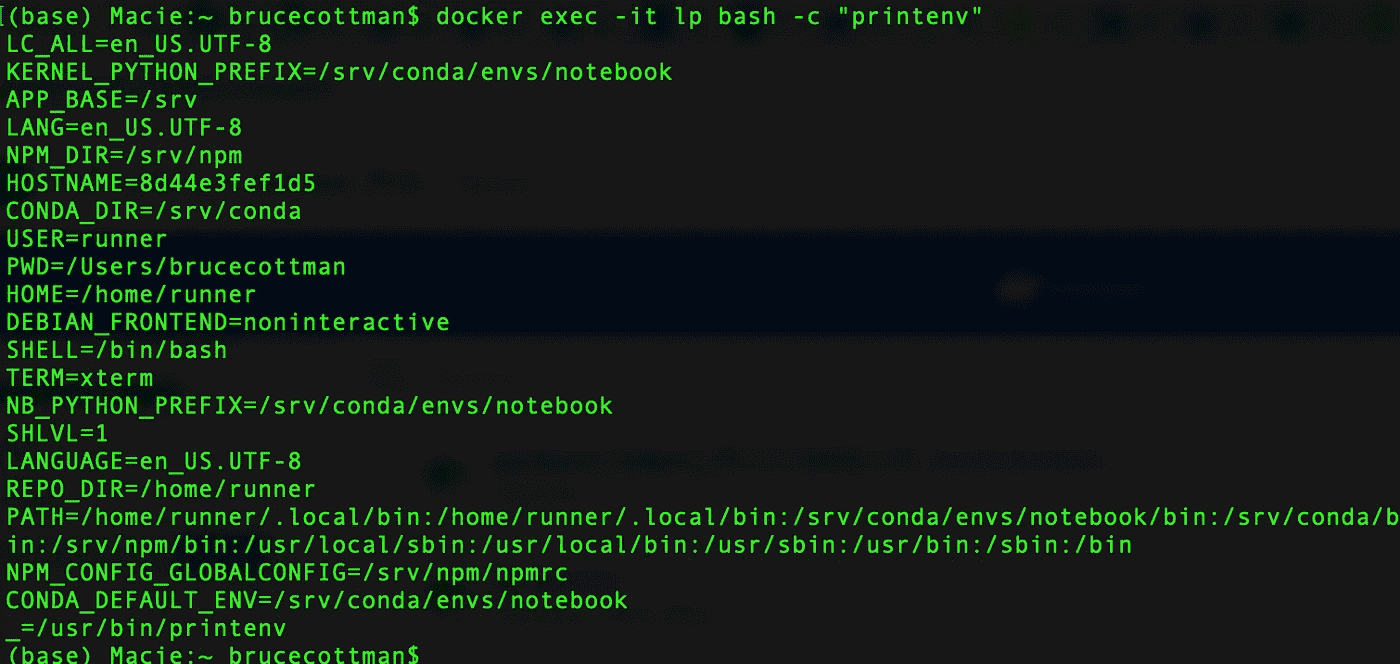 [(base) Macie:~ brucecottman$ docker exec -it lp bash -c "printenv"
LC_ALL=en_US.UTF-8
KERNEL_PYTHON_PREFIX=/srv/conda/envs/notebook
APP_BASE=/srv
LANG=en_US.UTF-8
NPM_DIR=/srv/npm
HOSTNAME=8d44e3fef1d5
CONDA_DIR=/srv/conda
USER=runner
PWD=/Users/brucecottman
HOME=/home/runner
DEBIAN_FRONTEND=noninteractive
SHELL=/bin/bash
TERM=xterm
NB_PYTHON_PREFIX=/srv/conda/envs/notebook
SHLVL=1
LANGUAGE=en_US.UTF-8
REPO_DIR=/home/runner
PATH=/home/runner/.local/bin:/home/runner/.local/bin:/srv/conda/envs/notebook/bin:/srv/conda/b
in:/srv/npm/bin:/usr/local/sbin:/usr/local/bin:/usr/sbin:/usr/bin:/sbin:/bin
NPM_CONFIG_GLOBALCONFIG=/srv/npm/npmrc
CONDA_DEFAULT_ENV=/srv/conda/envs/notebook
_=/usr/bin/printenv
(base) Macie:~ brucecottman$